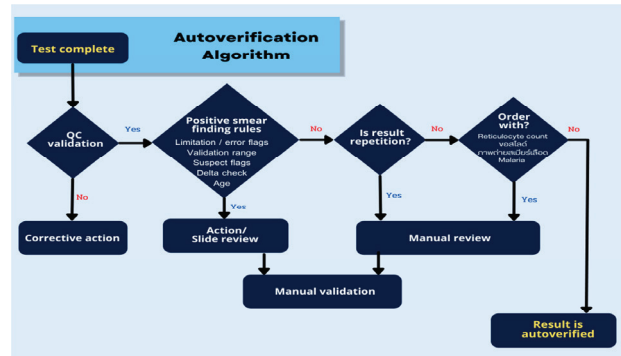 Autoverification
Algorithm
Test complete
QC
validation
Yes
No
Positive smear
finding rules
Limitation / error flags
Validation range
Suspect flags
Delta check
Age
No
Yes
Is result
repetition?
No
Yes
Order
with?
Reticulocyte count
ขอสไลด์
ภาพถ่ายสเมียร์เลือด
Malaria
No
Yes
Corrective action
Action/
Slide review
Manual review
Manual validation
Result is
autoverified